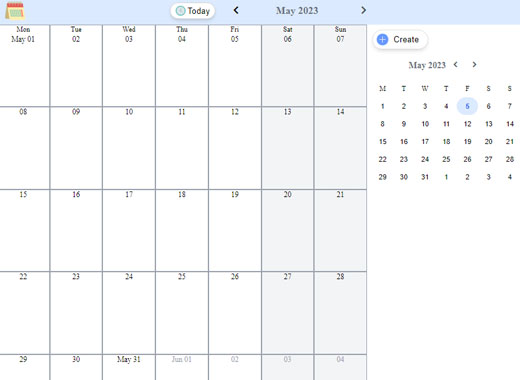 Today May 2023
Mon Tue Wed Thu Fri Sat Sun
May 01 02 03 04 05 06 07
08 09 10 11 12 13 14
15 16 17 18 19 20 21
22 23 24 25 26 27 28
29 30 May 31 Jun 01 02 03 04
Create
May 2023
M T W T F S S
1 2 3 4 5 6 7
8 9 10 11 12 13 14
15 16 17 18 19 20 21
22 23 24 25 26 27 28
29 30 31 1 2 3 4